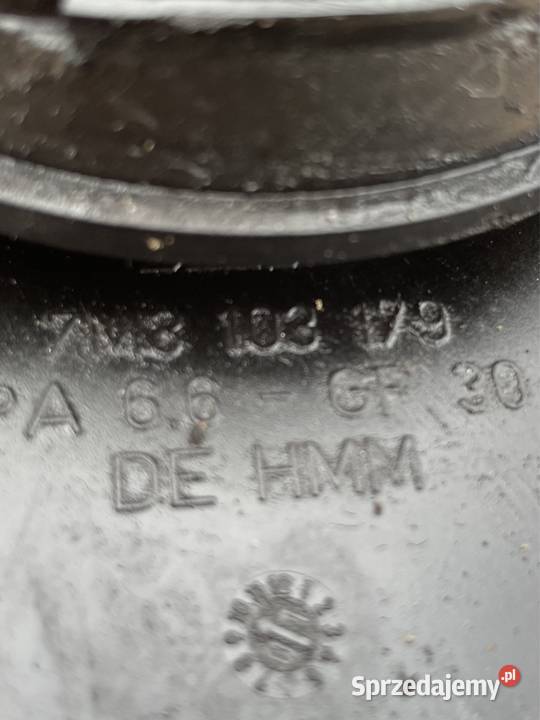 7M3 103 179
PA 6.6 - GF 30
DE HMM
Sprzedajemy.pl